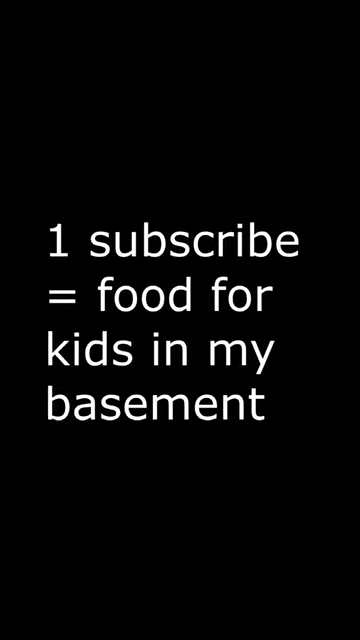 1 subscribe
= food for
kids in my
basement